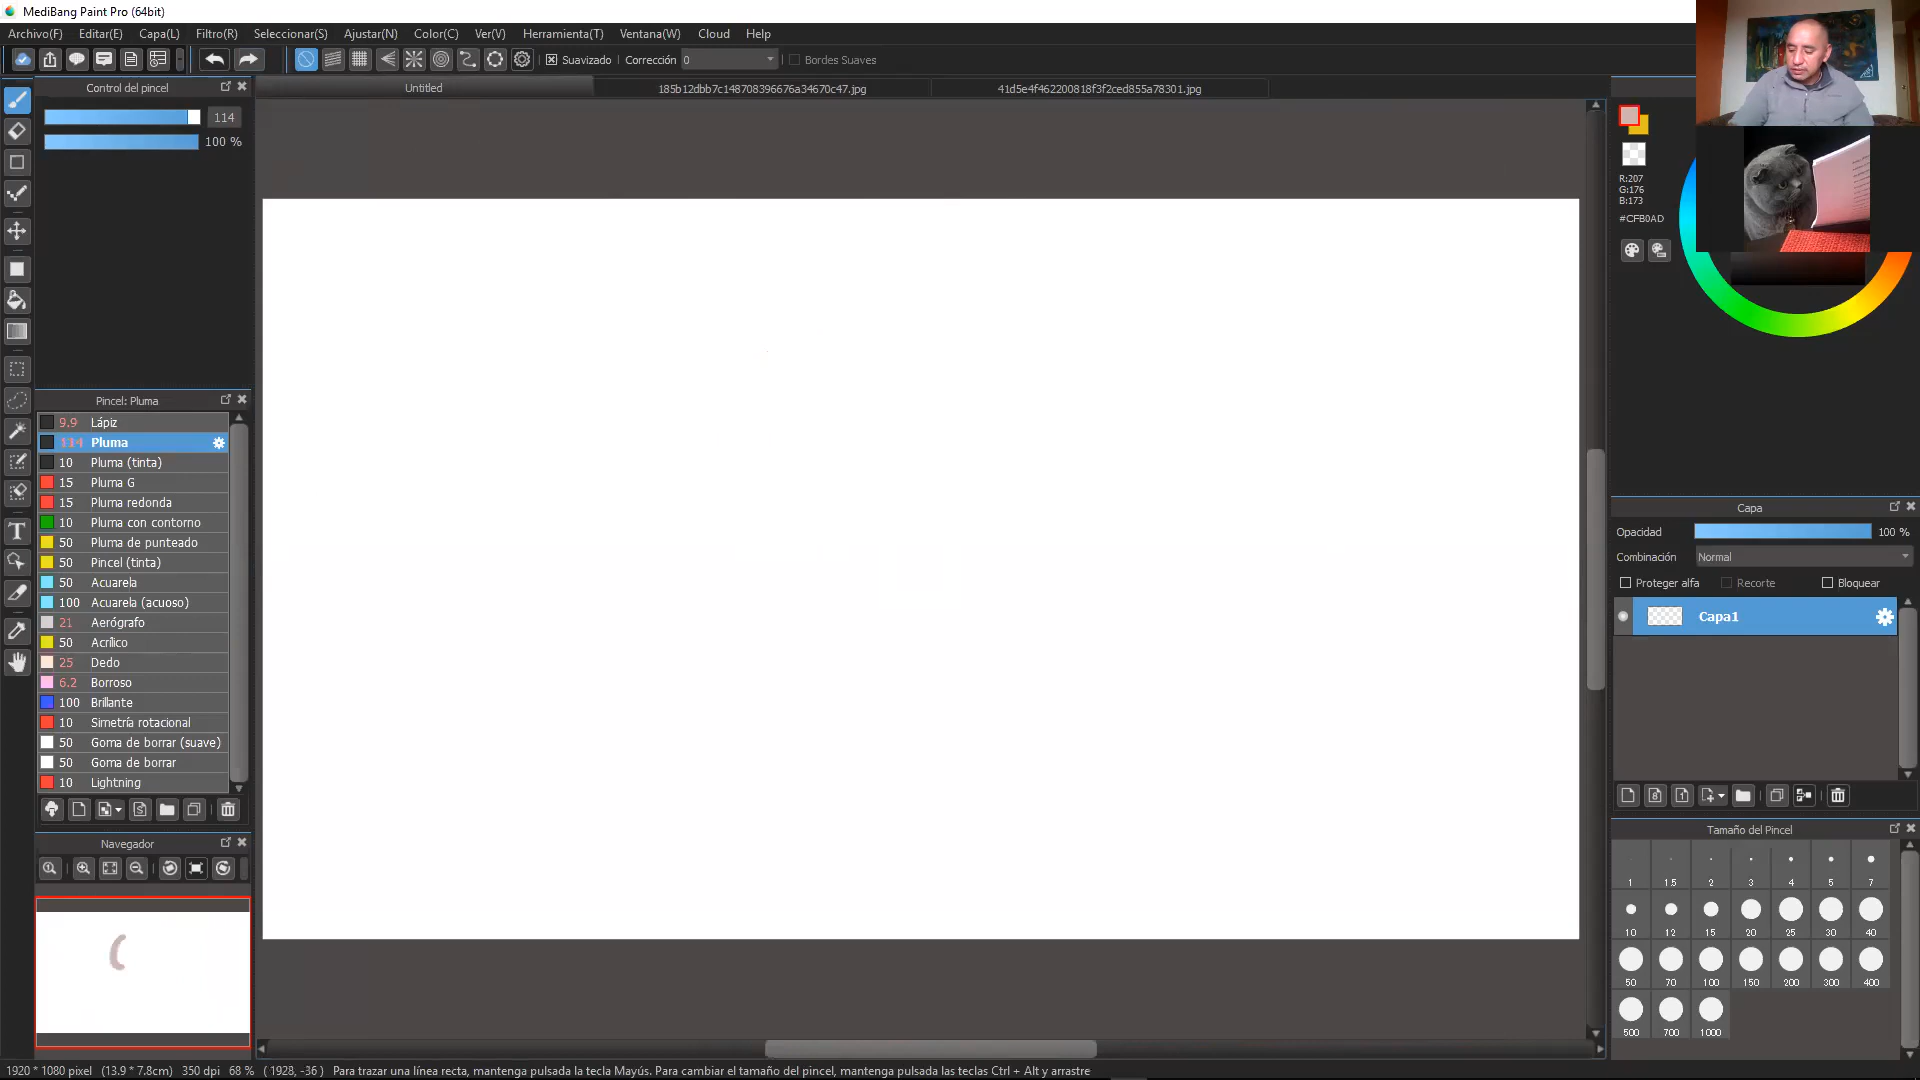 MediBang Paint Pro (64bit)
Archivo(F) Editar(E) Capa(L) Filtro(R) Seleccionar(S) Ajustar(N) Color(C) Ver(V) Herramienta(T) Ventana(W) Cloud Help
Suavizado Corrección 0 Bordes Suaves
Control del pincel
114
100 %
Untitled 185b12dbb7c148708396676a34670c47.jpg 41d5e4f462200818f3f2ced855a78301.jpg
Pincel: Pluma
9.9 Lápiz
114 Pluma
10 Pluma (tinta)
15 Pluma G
15 Pluma redonda
10 Pluma con contorno
50 Pluma de punteado
50 Pincel (tinta)
50 Acuarela
100 Acuarela (acuoso)
21 Aerógrafo
50 Acrílico
25 Dedo
6.2 Borroso
100 Brillante
10 Simetría rotacional
50 Goma de borrar (suave)
50 Goma de borrar
10 Lightning
Navegador
R:207
G:176
B:173
#CFB0AD
Capa
Opacidad 100 %
Combinación Normal
Proteger alfa Recorte Bloquear
Capa1
Tamaño del Pincel
1 1.5 2 3 4 5 7
10 12 15 20 25 30 40
50 70 100 150 200 300 400
500 700 1000
1920 * 1080 pixel (13.9 * 7.8cm) 350 dpi 68 % ( 1928, -36 ) Para trazar una línea recta, mantenga pulsada la tecla Mayús. Para cambiar el tamaño del pincel, mantenga pulsada las teclas Ctrl + Alt y arrastre